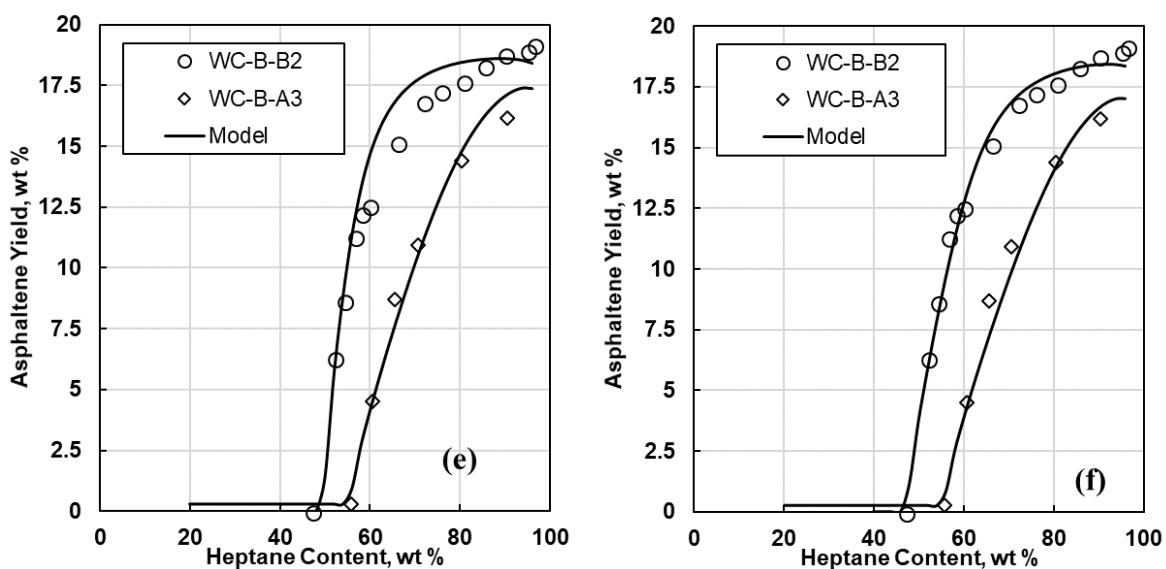 20
17.5
15
12.5
10
7.5
5
2.5
0
Asphaltene Yield, wt %
WC-B-B2
WC-B-A3
Model
(e)
0
20
40
60
80
100
Heptane Content, wt %
20
17.5
15
12.5
10
7.5
5
2.5
0
Asphaltene Yield, wt %
WC-B-B2
WC-B-A3
Model
(f)
0
20
40
60
80
100
Heptane Content, wt %